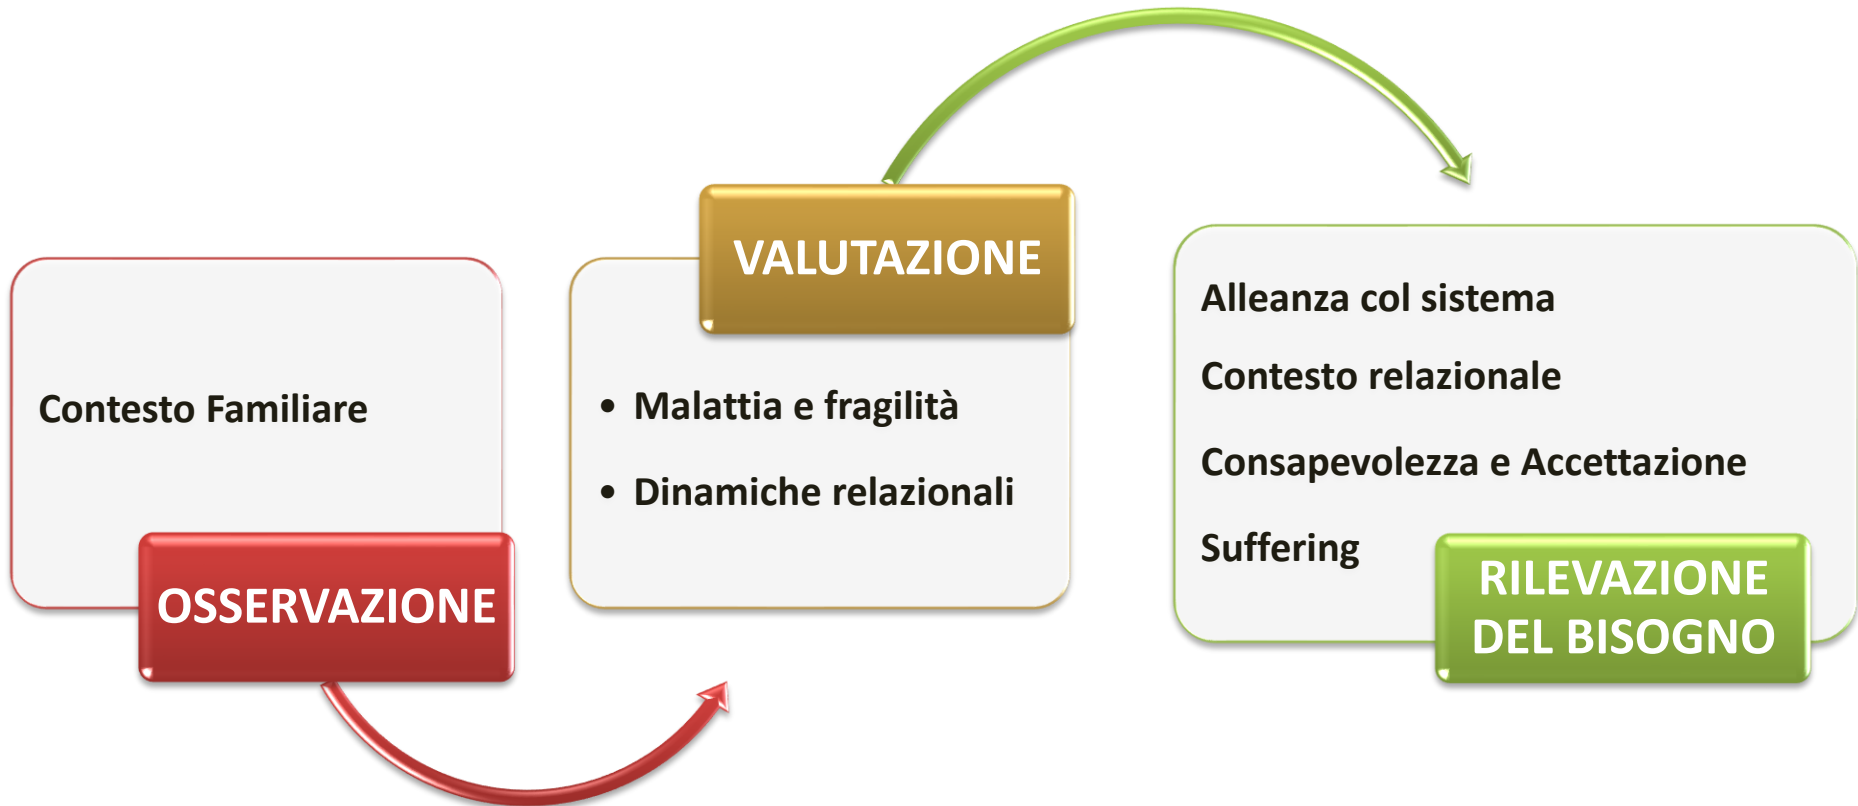 Contesto Familiare
OSSERVAZIONE
VALUTAZIONE
• Malattia e fragilità
• Dinamiche relazionali
Alleanza col sistema
Contesto relazionale
Consapevolezza e Accettazione
Suffering
RILEVAZIONE
DEL BISOGNO